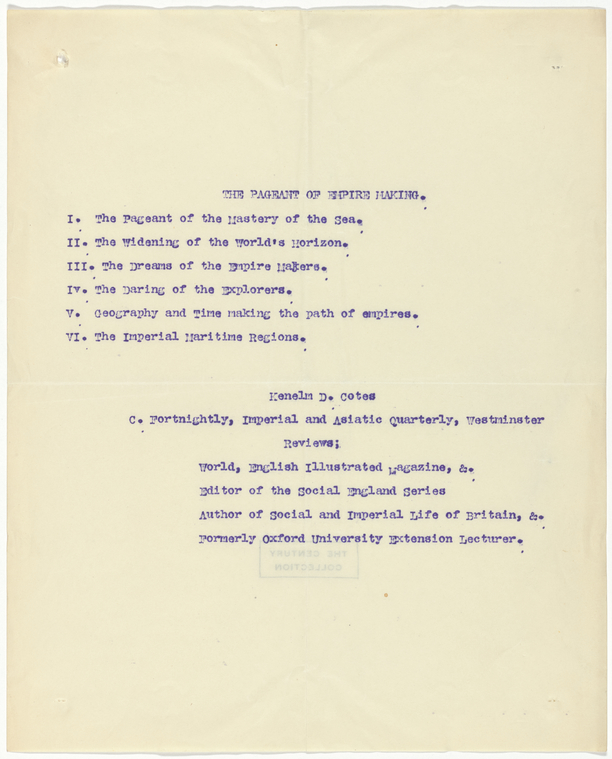 THE PAGEANT OF EMPIRE MAKING.
I. The Pageant of the Mastery of the Sea.
II. The Widening of the World's Horizon.
III. The Dreams of the Empire Makers.
IV. The Daring of the Explorers.
V. Geography and Time making the path of empires.
VI. The Imperial Maritime Regions.
Kenelm D. Cotes
C. Fortnightly, Imperial and Asiatic Quarterly, Westminster
Reviews;
World, English Illustrated Magazine, &.
Editor of the Social England Series
Author of Social and Imperial Life of Britain, &.
Formerly Oxford University Extension Lecturer.
THE CENTURY
COLLECTION